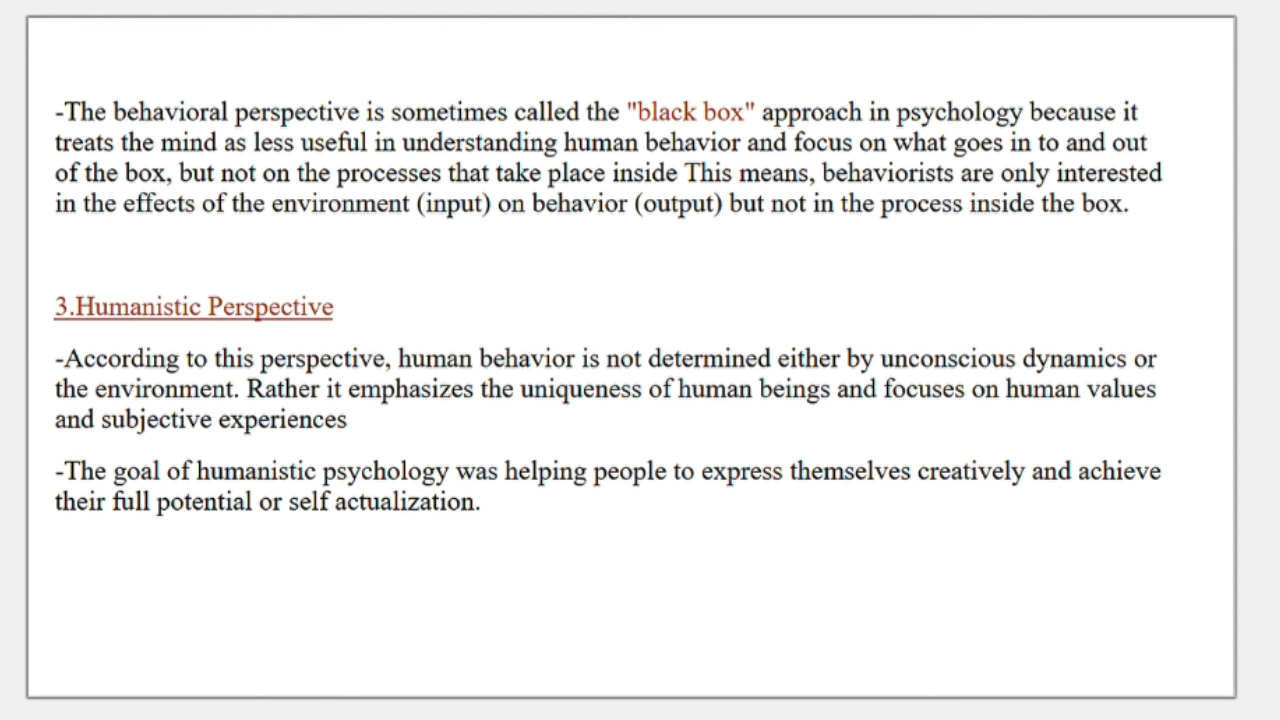 -The behavioral perspective is sometimes called the "black box" approach in psychology because it
treats the mind as less useful in understanding human behavior and focus on what goes in to and out
of the box, but not on the processes that take place inside This means, behaviorists are only interested
in the effects of the environment (input) on behavior (output) but not in the process inside the box.
3.Humanistic Perspective
-According to this perspective, human behavior is not determined either by unconscious dynamics or
the environment. Rather it emphasizes the uniqueness of human beings and focuses on human values
and subjective experiences
-The goal of humanistic psychology was helping people to express themselves creatively and achieve
their full potential or self actualization.